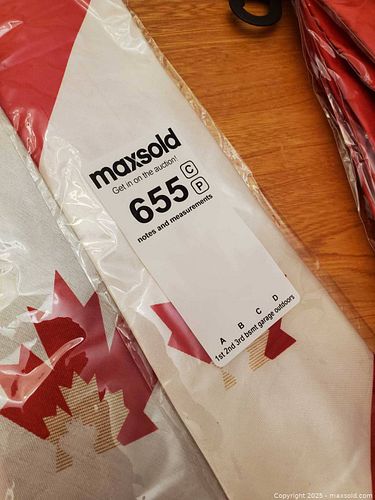 maxsold
Get in on the auction!
655 C P
notes and measurements
A B C D
1st 2nd 3rd bsmt garage outdoors
Copyright 2025 - maxsold.com